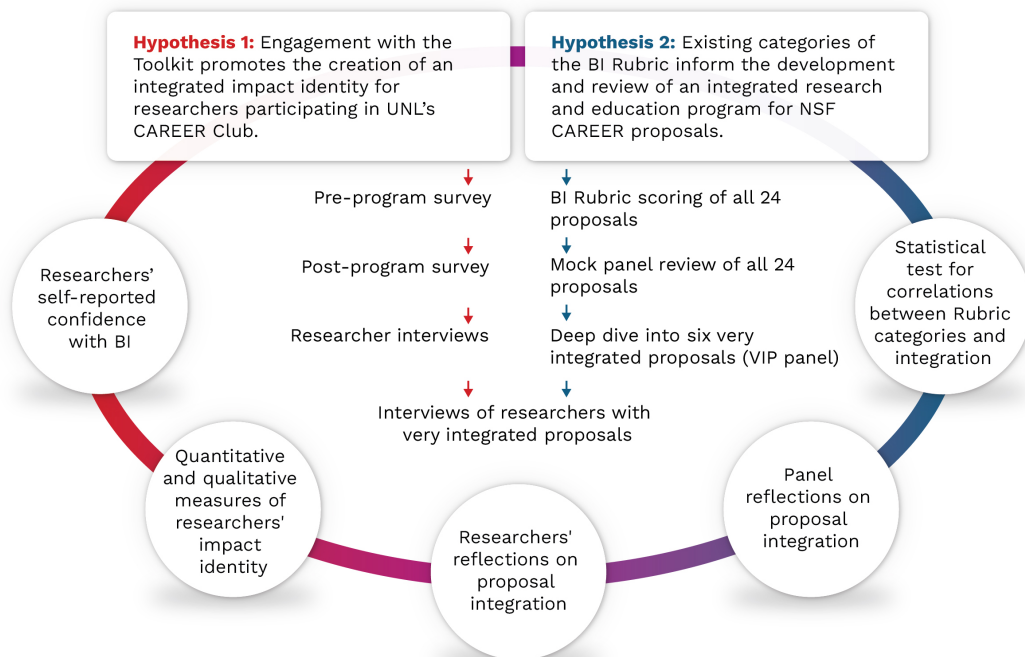 Hypothesis 1: Engagement with the
Toolkit promotes the creation of an
integrated impact identity for
researchers participating in UNL’s
CAREER Club.
Hypothesis 2: Existing categories of
the BI Rubric inform the development
and review of an integrated research
and education program for NSF
CAREER proposals.
Pre-program survey
Post-program survey
Researcher interviews
BI Rubric scoring of all 24
proposals
Mock panel review of all 24
proposals
Deep dive into six very
integrated proposals (VIP panel)
Interviews of researchers with
very integrated proposals
Researchers’
self-reported
confidence
with BI
Quantitative
and qualitative
measures of
researchers'
impact
identity
Researchers'
reflections on
proposal
integration
Panel
reflections on
proposal
integration
Statistical
test for
correlations
between Rubric
categories and
integration